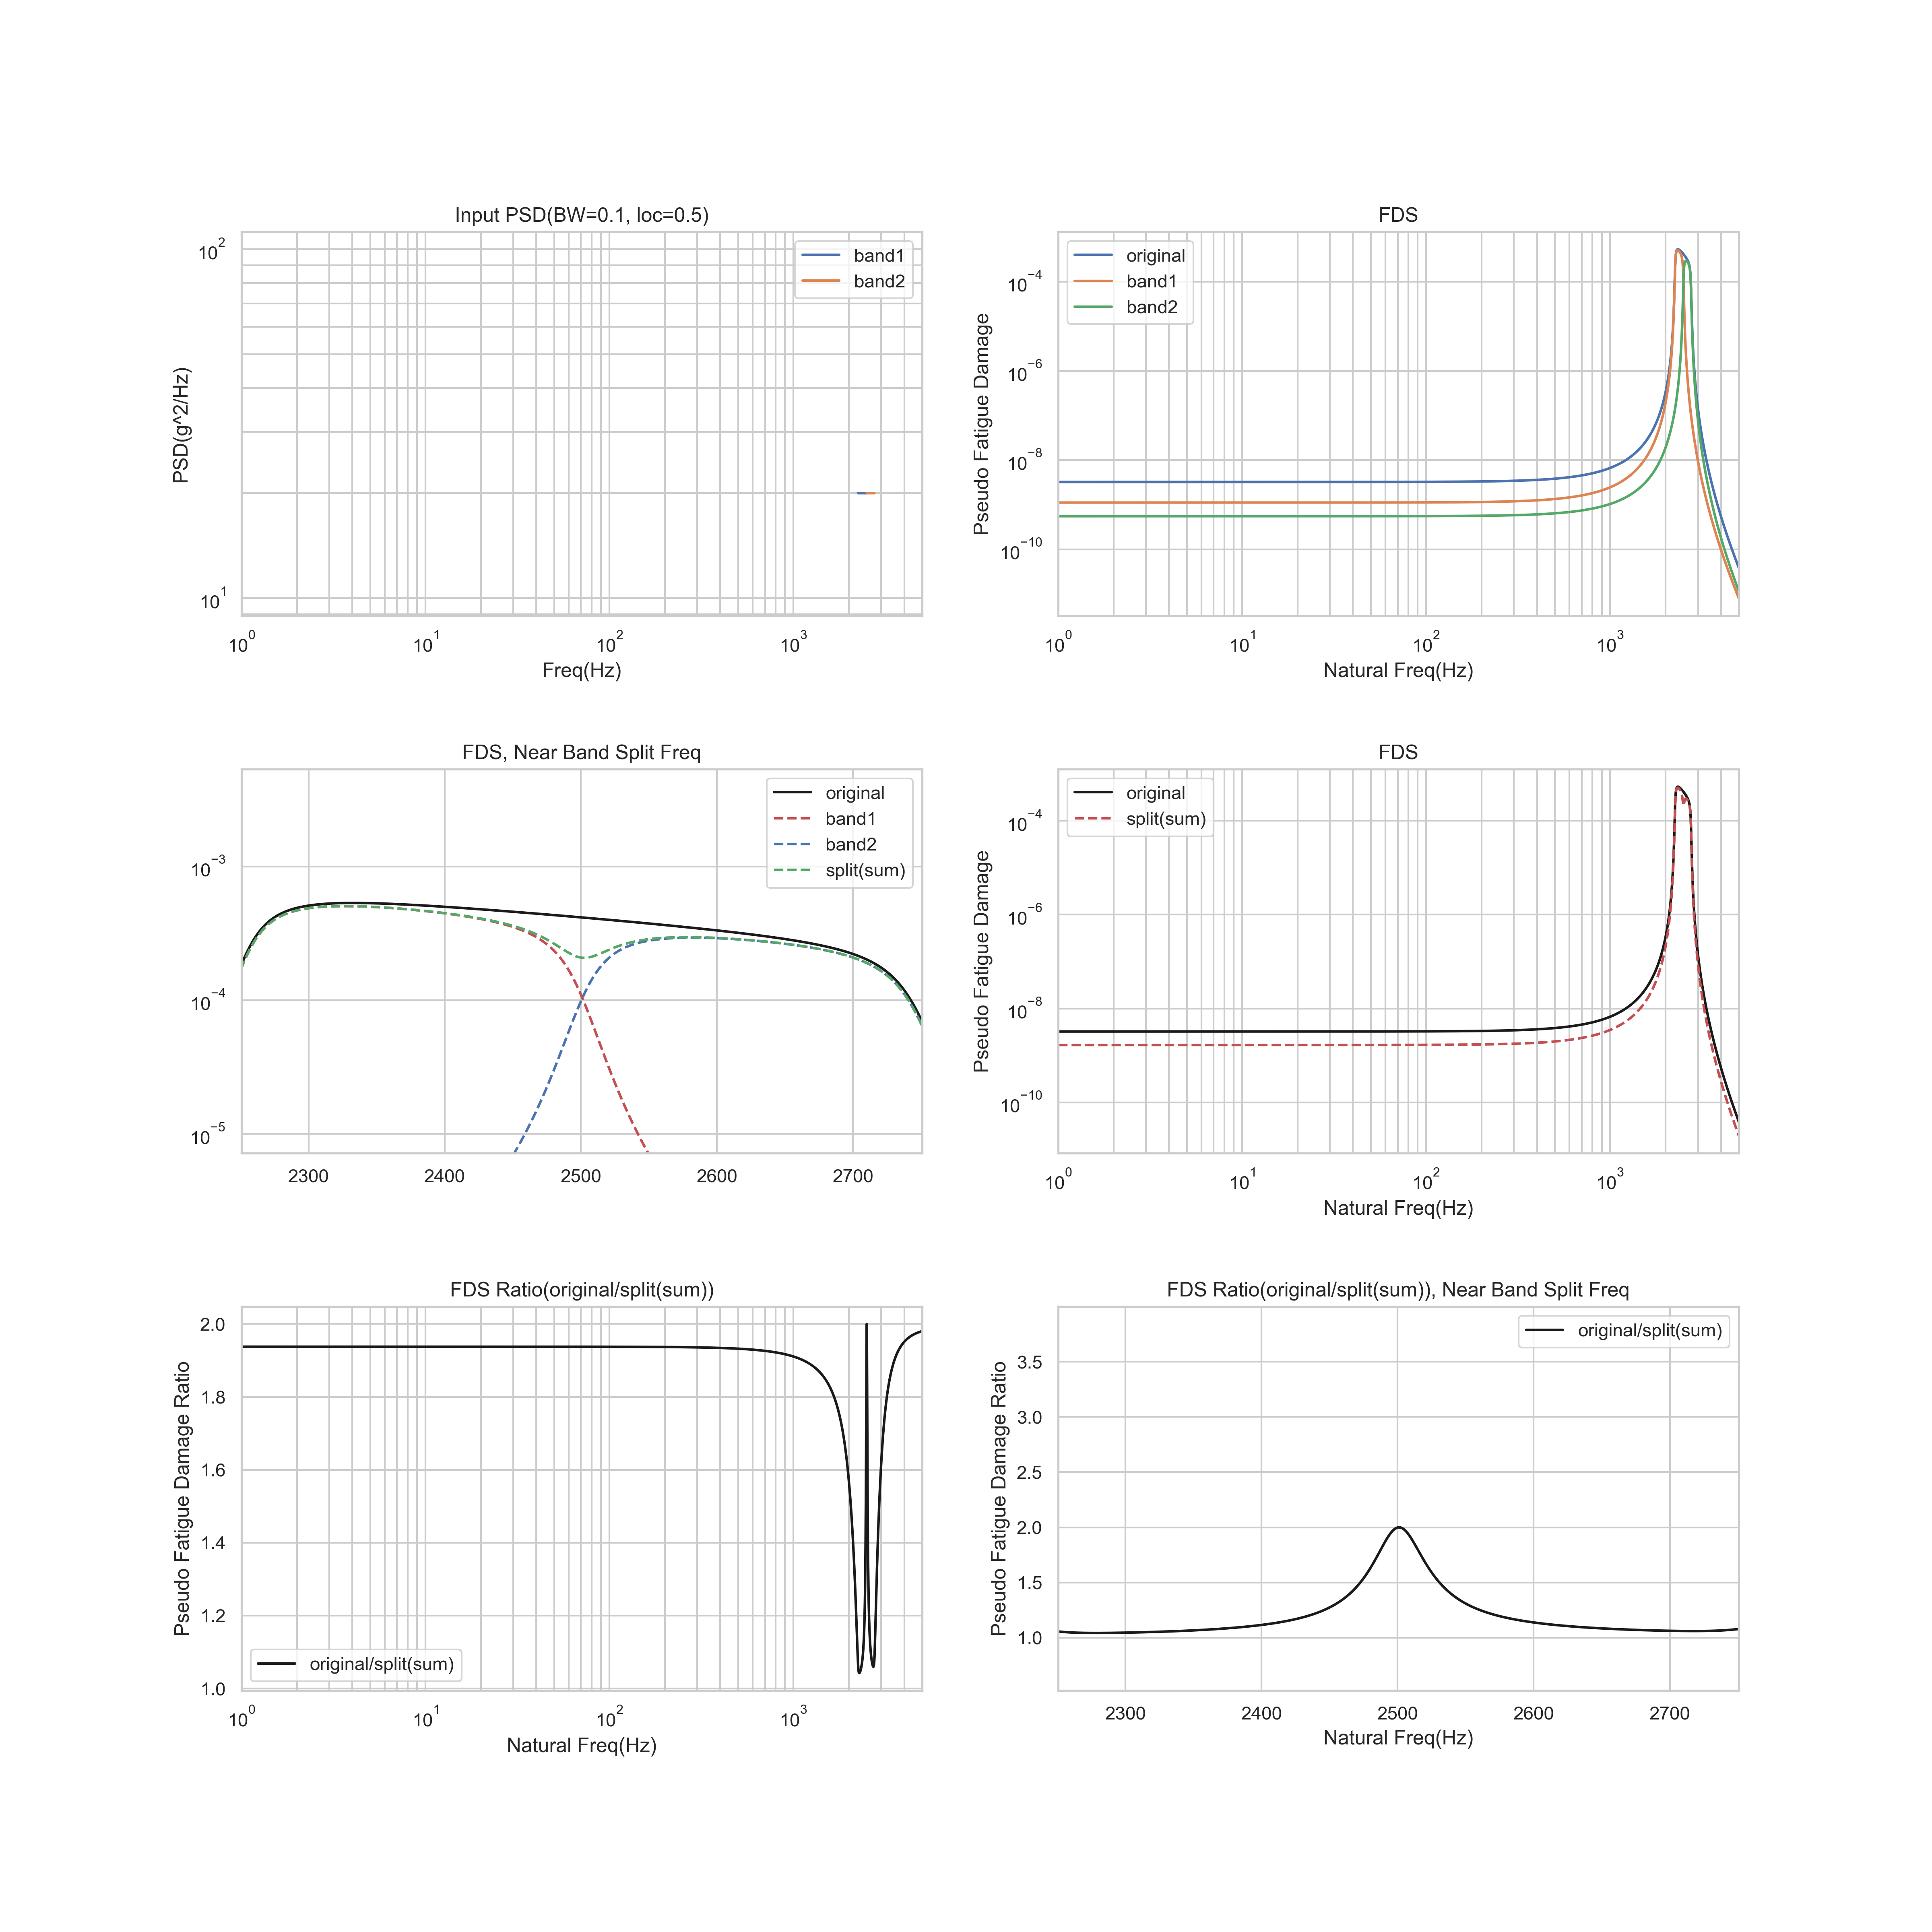 Input PSD(BW=0.1, loc=0.5)
PSD(g^2/Hz)
10^2
10^1
band1
band2
10^0 10^1 10^2 10^3
Freq(Hz)
FDS
Pseudo Fatigue Damage
10^−4
10^−6
10^−8
10^−10
original
band1
band2
10^0 10^1 10^2 10^3
Natural Freq(Hz)
FDS, Near Band Split Freq
10^−3
10^−4
10^−5
original
band1
band2
split(sum)
2300 2400 2500 2600 2700
FDS
Pseudo Fatigue Damage
10^−4
10^−6
10^−8
10^−10
original
split(sum)
10^0 10^1 10^2 10^3
Natural Freq(Hz)
FDS Ratio(original/split(sum))
Pseudo Fatigue Damage Ratio
2.0
1.8
1.6
1.4
1.2
1.0
original/split(sum)
10^0 10^1 10^2 10^3
Natural Freq(Hz)
FDS Ratio(original/split(sum)), Near Band Split Freq
Pseudo Fatigue Damage Ratio
original/split(sum)
3.5
3.0
2.5
2.0
1.5
1.0
2300 2400 2500 2600 2700
Natural Freq(Hz)